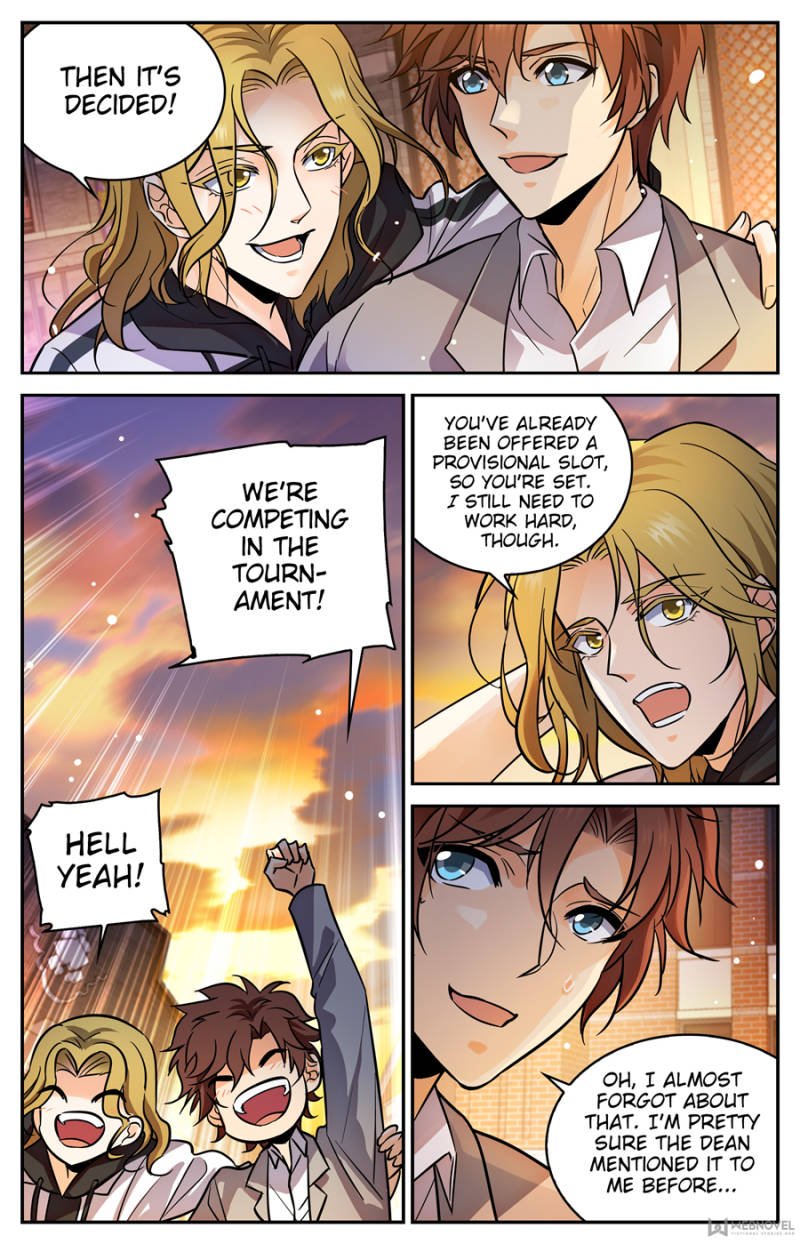 THEN IT'S
DECIDED!
WE'RE
COMPETING
IN THE
TOURN-
AMENT!
HELL
YEAH!
YOU'VE ALREADY
BEEN OFFERED A
PROVISIONAL SLOT,
SO YOU'RE SET.
I STILL NEED TO
WORK HARD,
THOUGH.
OH, I ALMOST
FORGOT ABOUT
THAT. I'M PRETTY
SURE THE DEAN
MENTIONED IT TO
ME BEFORE...
WEBNOVEL